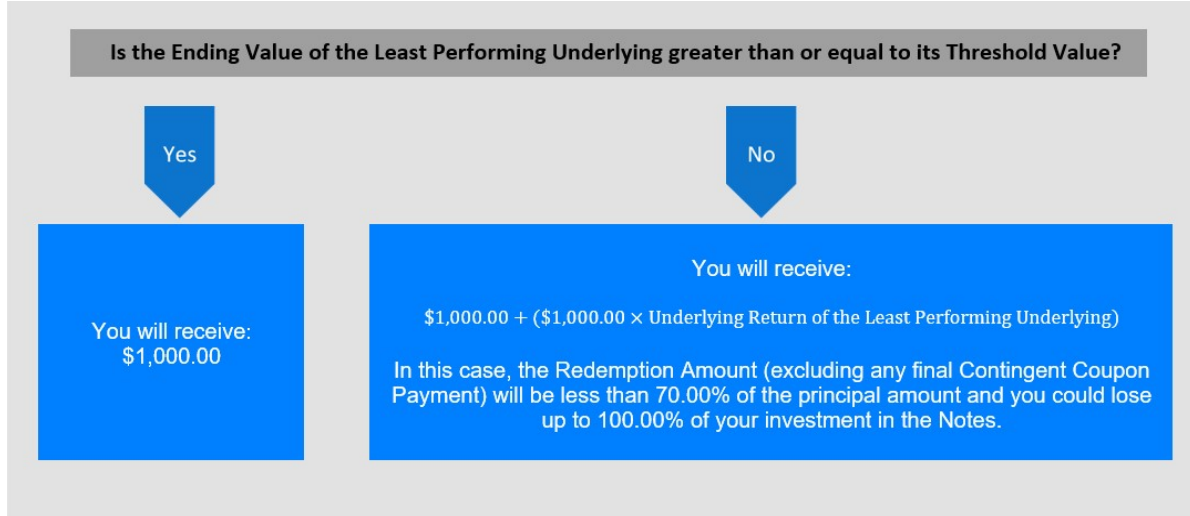 Is the Ending Value of the Least Performing Underlying greater than or equal to its Threshold Value?
Yes
No
You will receive:
$1,000.00
You will receive:
$1,000.00 + ($1,000.00 × Underlying Return of the Least Performing Underlying)
In this case, the Redemption Amount (excluding any final Contingent Coupon
Payment) will be less than 70.00% of the principal amount and you could lose
up to 100.00% of your investment in the Notes.